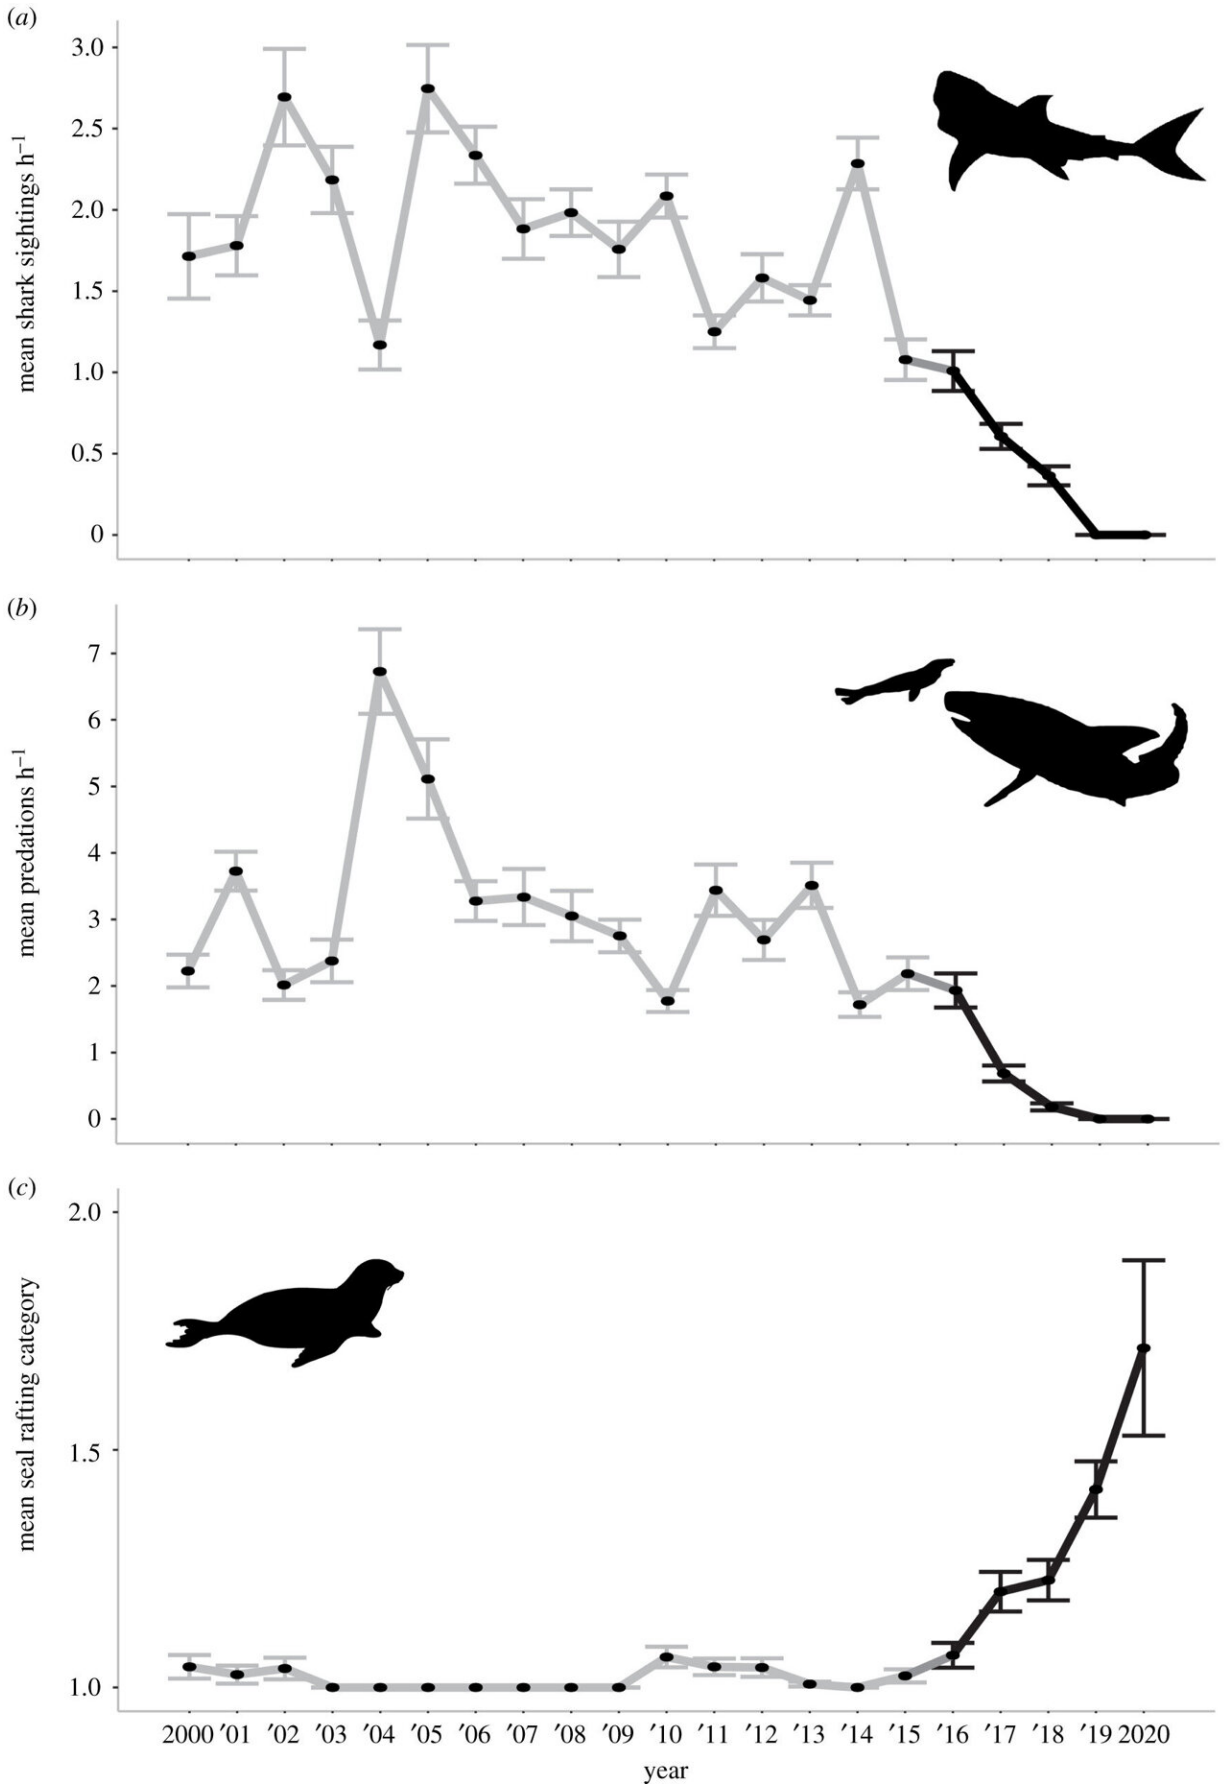 (a)
3.0
2.5
2.0
1.5
1.0
0.5
0
mean shark sightings h⁻¹
(b)
7
6
5
4
3
2
1
0
mean predations h⁻¹
(c)
2.0
1.5
1.0
mean seal rafting category
2000 ′01 ′02 ′03 ′04 ′05 ′06 ′07 ′08 ′09 ′10 ′11 ′12 ′13 ′14 ′15 ′16 ′17 ′18 ′19 2020
year